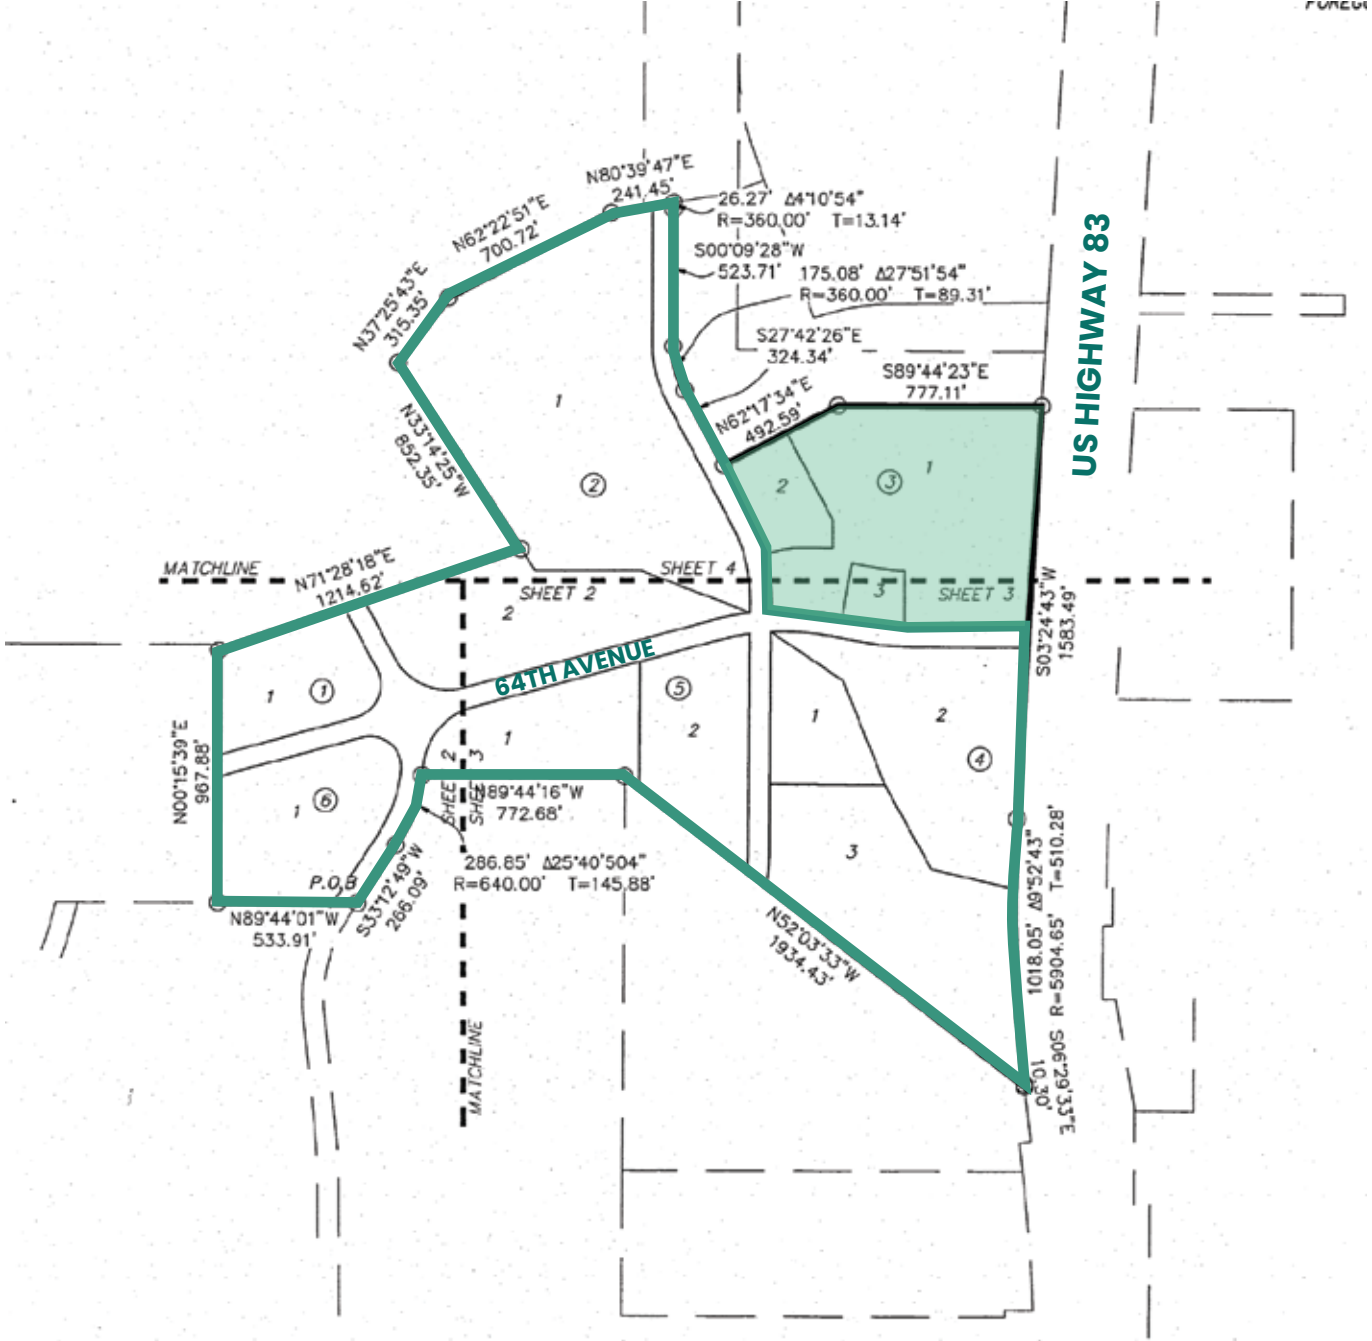 N80°39'47"E
241.45'
26.27' Δ4°10'54"
R=360.00' T=13.14'
N62°22'51"E
700.72'
S00°09'28"W
523.71'
175.08' Δ27°51'54"
R=360.00' T=89.31'
N37°25'43"E
315.35'
S27°42'26"E
324.34'
US HIGHWAY 83
S89°44'23"E
777.11'
N62°17'34"E
492.59'
N33°14'25"W
852.35'
1
2
1
2
3
MATCHLINE
SHEET 4
SHEET 2
SHEET 3
3
N71°28'18"E
1214.62'
2
S03°24'43"W
1583.49'
64TH AVENUE
1
1
5
2
1
2
4
N00°15'39"E
967.88'
1
SHEET 2
SHEET 3
N89°44'16"W
772.68'
1
6
3
286.85' Δ25°40'504"
R=640.00' T=145.88'
P.O.B
S33°12'49"W
266.09'
N89°44'01"W
533.91'
N52°03'33"W
1934.43'
1018.05' Δ9°52'43"
R=5904.65' T=510.28'
S06°29'33"E
10.30'
MATCHLINE